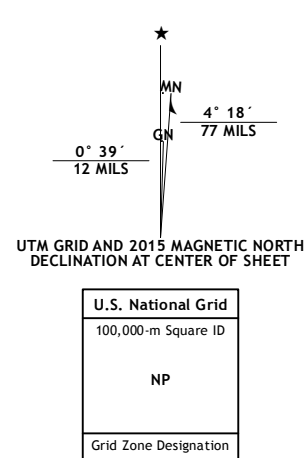 MN
4° 18´
77 MILS
GN
0° 39´
12 MILS
UTM GRID AND 2015 MAGNETIC NORTH
DECLINATION AT CENTER OF SHEET
U.S. National Grid
100,000-m Square ID
NP
Grid Zone Designation